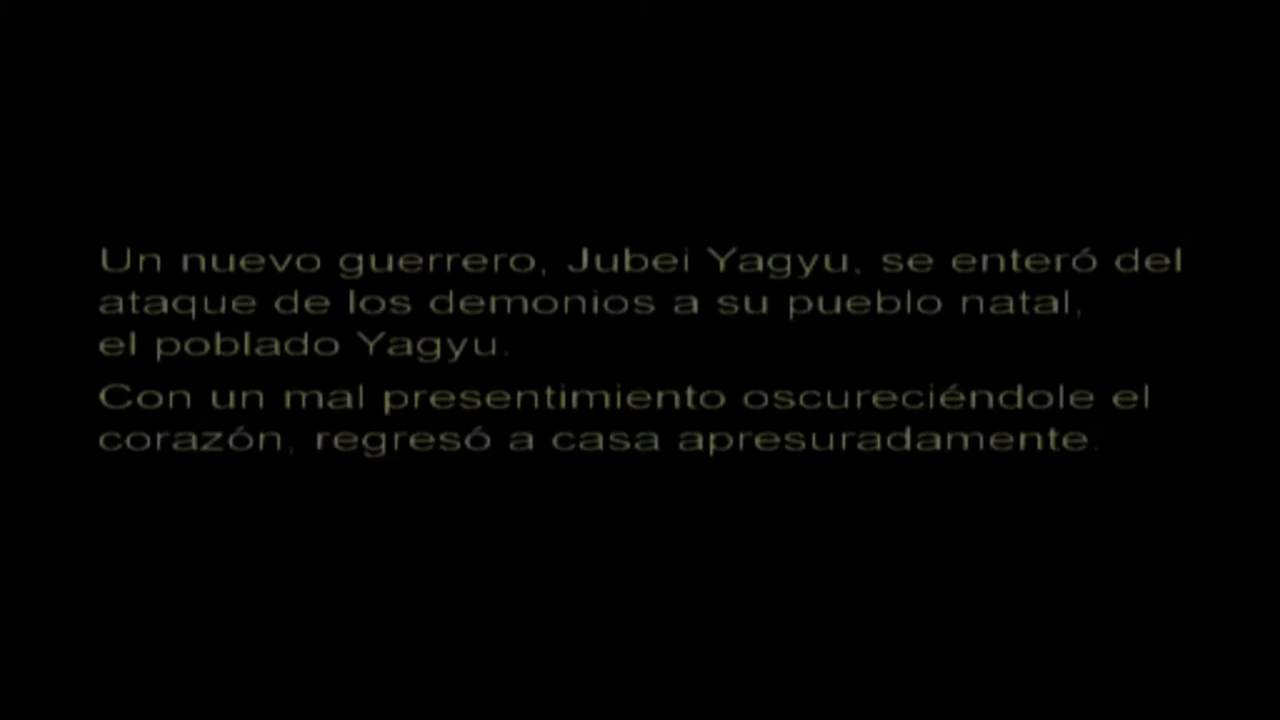 Un nuevo guerrero, Jubei Yagyu, se enteró del
ataque de los demonios a su pueblo natal,
el poblado Yagyu.
Con un mal presentimiento oscureciéndole el
corazón, regresó a casa apresuradamente.